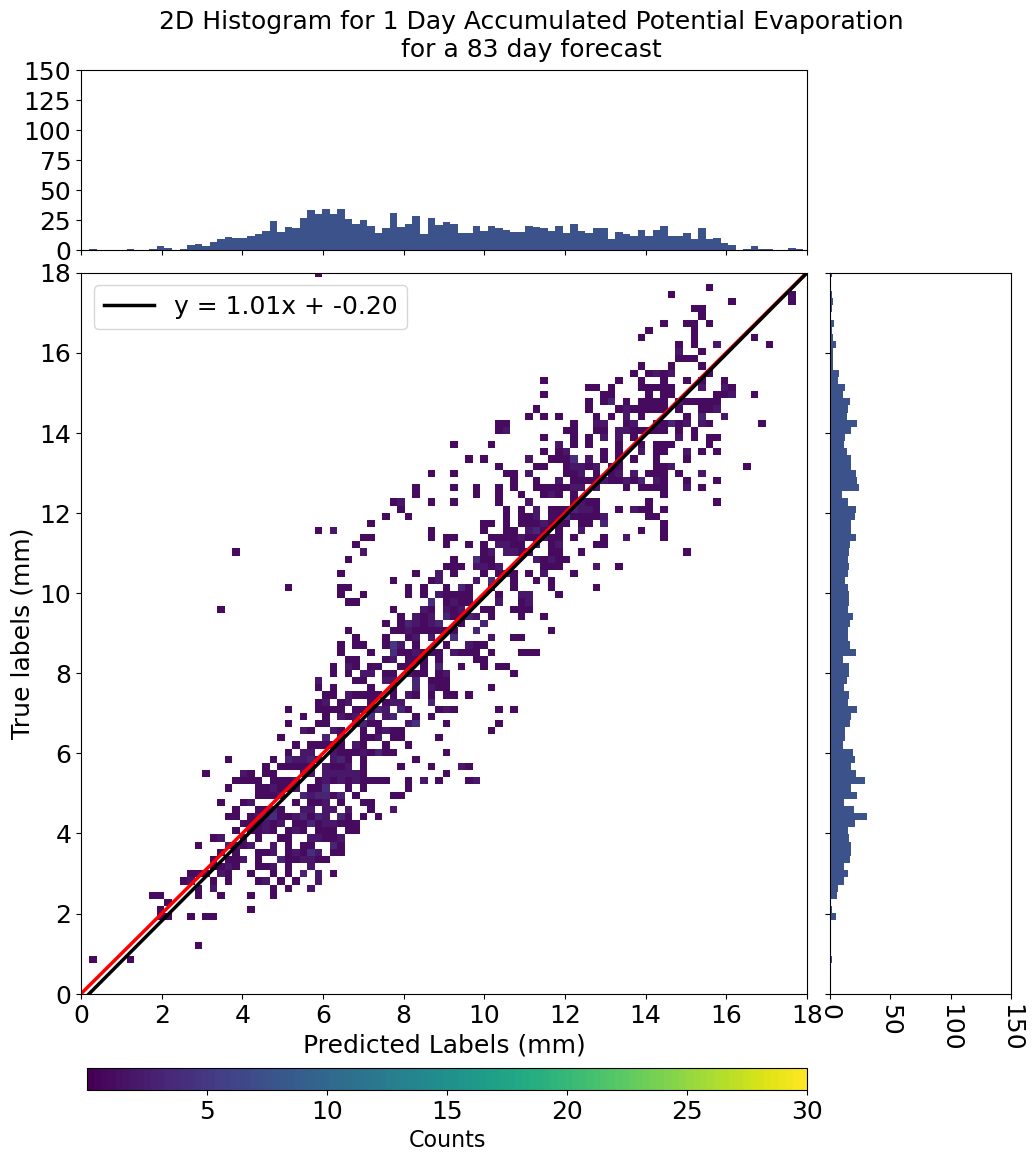 2D Histogram for 1 Day Accumulated Potential Evaporation
for a 83 day forecast
150
125
100
75
50
25
0
18
16
14
12
10
8
6
4
2
0
True labels (mm)
y = 1.01x + -0.20
0 2 4 6 8 10 12 14 16 18
Predicted Labels (mm)
0 50 100 150
5 10 15 20 25 30
Counts